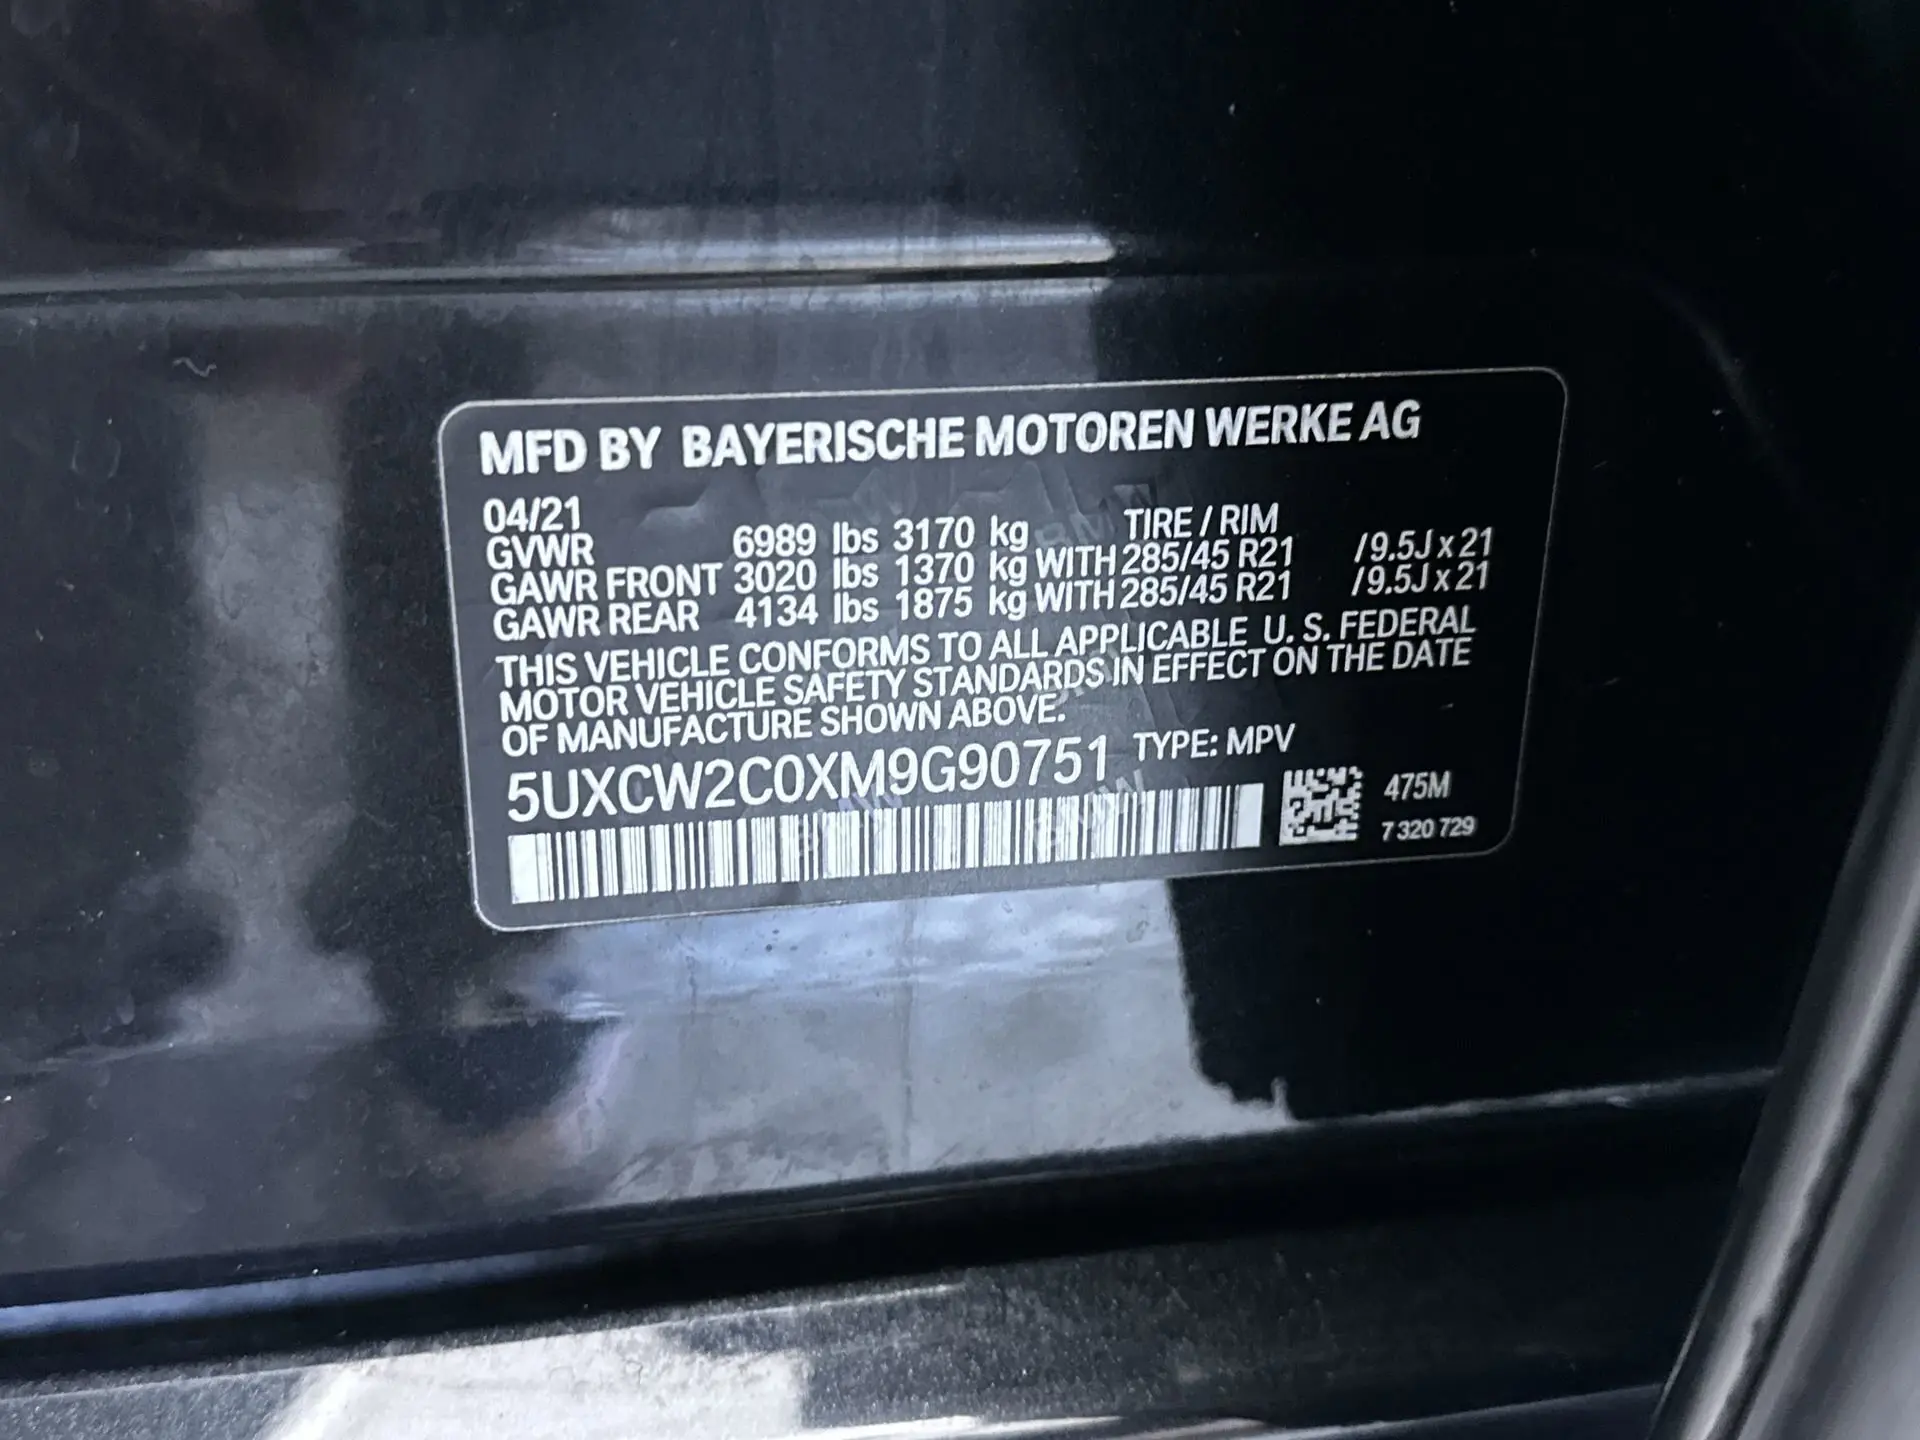 MFD BY BAYERISCHE MOTOREN WERKE AG
04/21 TIRE / RIM
GVWR 6989 lbs 3170 kg
GAWR FRONT 3020 lbs 1370 kg WITH 285/45 R21 /9.5J x 21
GAWR REAR 4134 lbs 1875 kg WITH 285/45 R21 /9.5J x 21
THIS VEHICLE CONFORMS TO ALL APPLICABLE U. S. FEDERAL
MOTOR VEHICLE SAFETY STANDARDS IN EFFECT ON THE DATE
OF MANUFACTURE SHOWN ABOVE.
5UXCW2C0XM9G90751 TYPE: MPV
475M
7 320 729